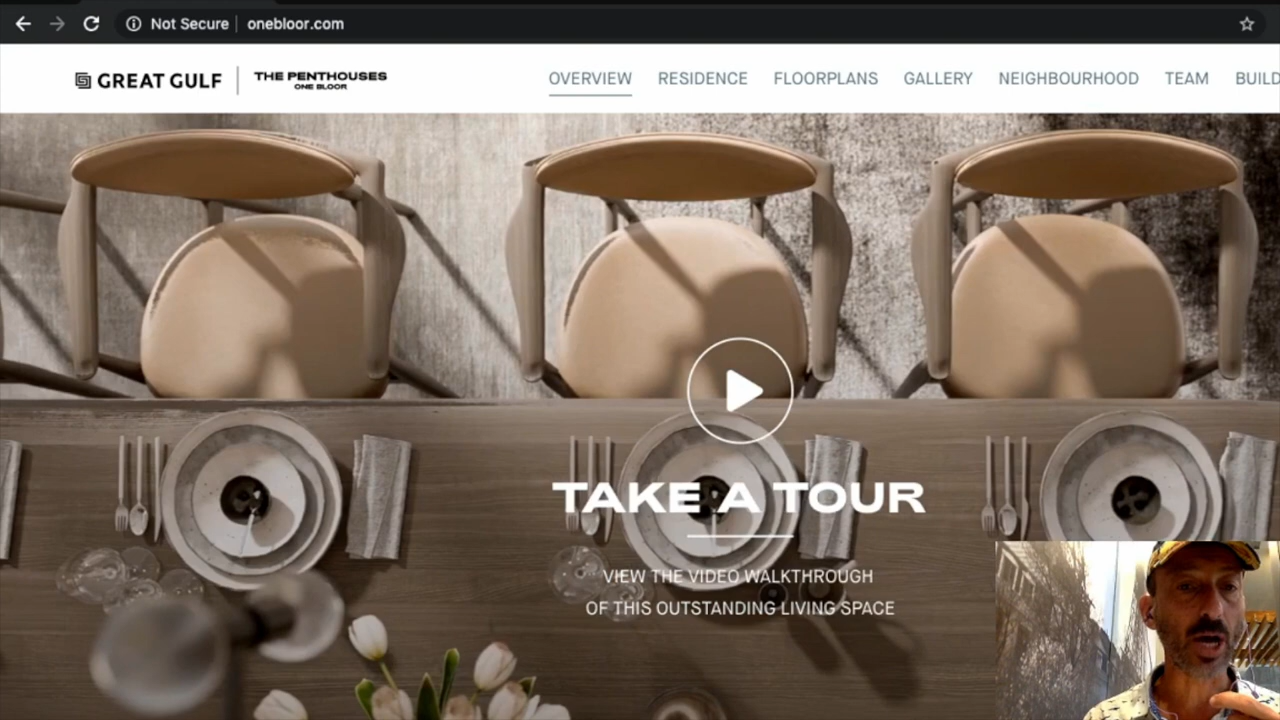 Not Secure onebloor.com
GREAT GULF
THE PENTHOUSES
ONE BLOOR
OVERVIEW RESIDENCE FLOORPLANS GALLERY NEIGHBOURHOOD TEAM BUILD
TAKE A TOUR
VIEW THE VIDEO WALKTHROUGH
OF THIS OUTSTANDING LIVING SPACE